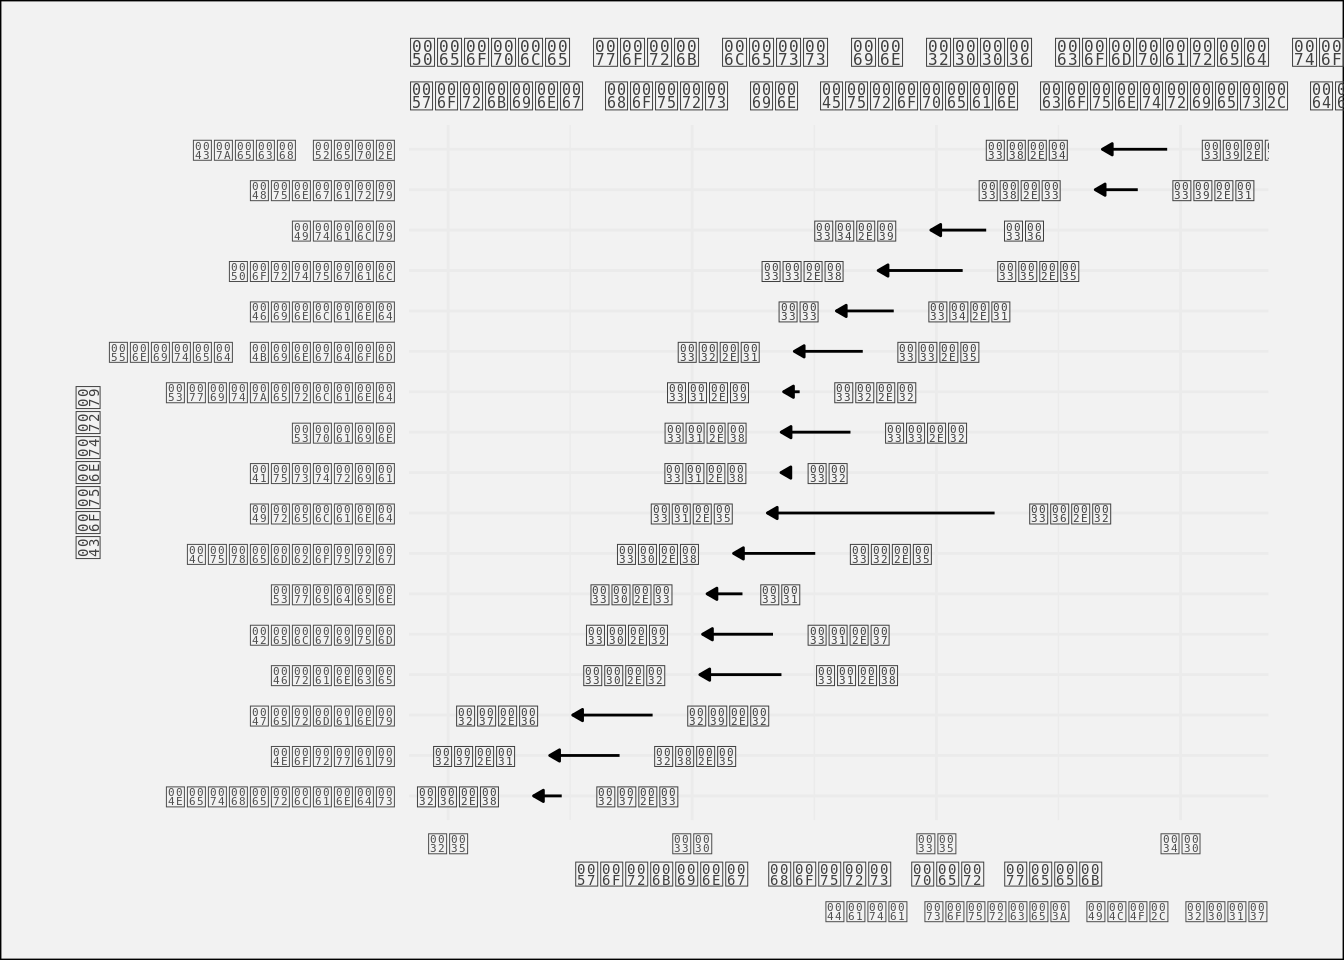 People work less in 2006 compared to
Working hours in European countries,
Czech Rep. 38.4
Hungary 38.3 39.1
Italy 34.9 36
Portugal 33.8 35.5
Finland 33 34.1
United Kingdom 32.1 33.5
Switzerland 31.9 32.2
Spain 31.8 33.2
Austria 31.8 32
Ireland 31.5 36.2
Luxembourg 30.8 32.5
Sweden 30.3 31
Belgium 30.2 31.7
France 30.2 31.8
Germany 27.6 29.2
Norway 27.1 28.5
Netherlands 26.8 27.3
Country
25 30 35 40
Working hours per week
Data source: ILO, 2017